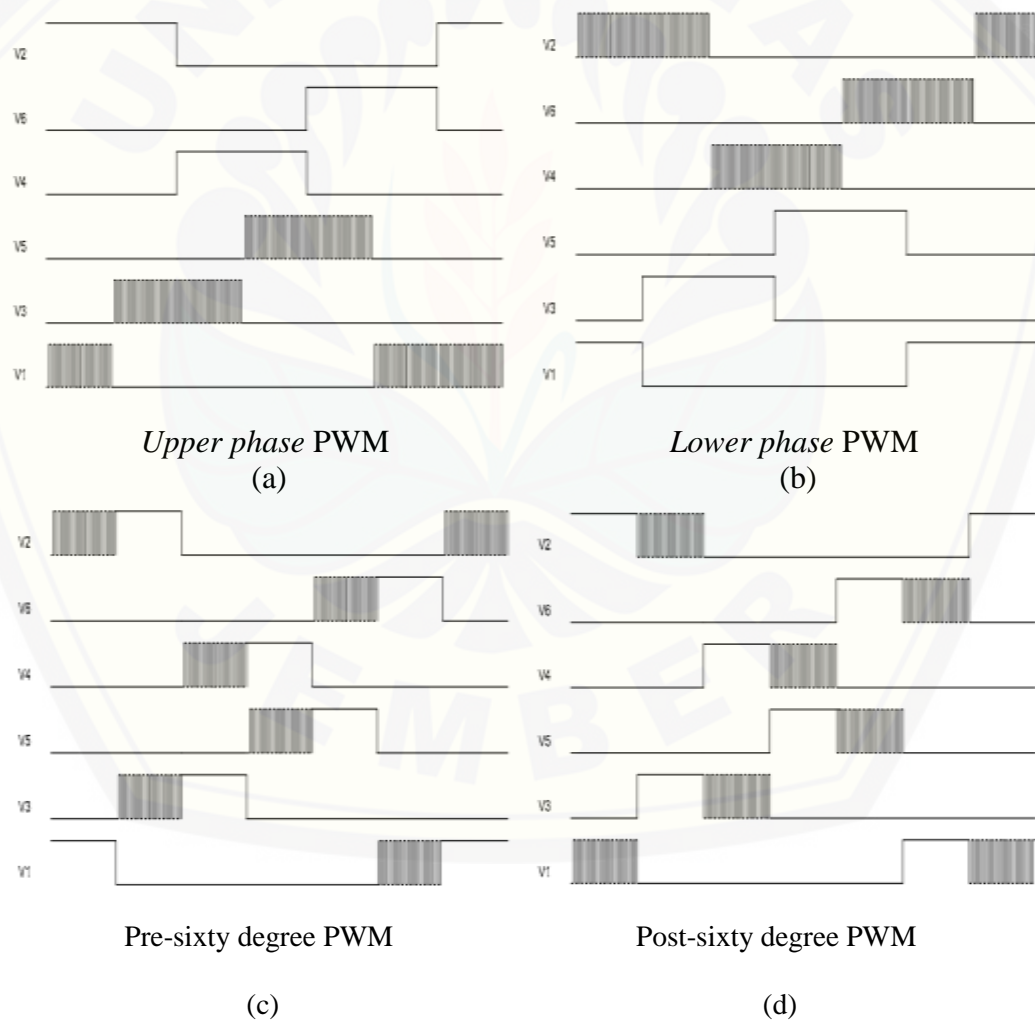 V2
V6
V4
V5
V3
V1
Upper phase PWM
(a)
V2
V6
V4
V5
V3
V1
Lower phase PWM
(b)
V2
V6
V4
V5
V3
V1
Pre-sixty degree PWM
(c)
V2
V6
V4
V5
V3
V1
Post-sixty degree PWM
(d)
JEMBER